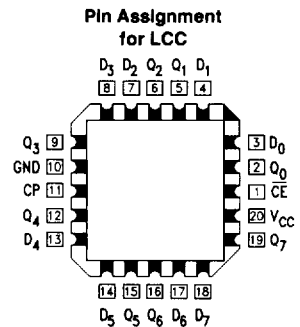 Pin Assignment
for LCC
D3 D2 Q2 Q1 D1
8 7 6 5 4
Q3 9
GND 10
CP 11
Q4 12
D4 13
3 D0
2 Q0
1 C̅E̅
20 VCC
19 Q7
14 15 16 17 18
D5 Q5 Q6 D6 D7